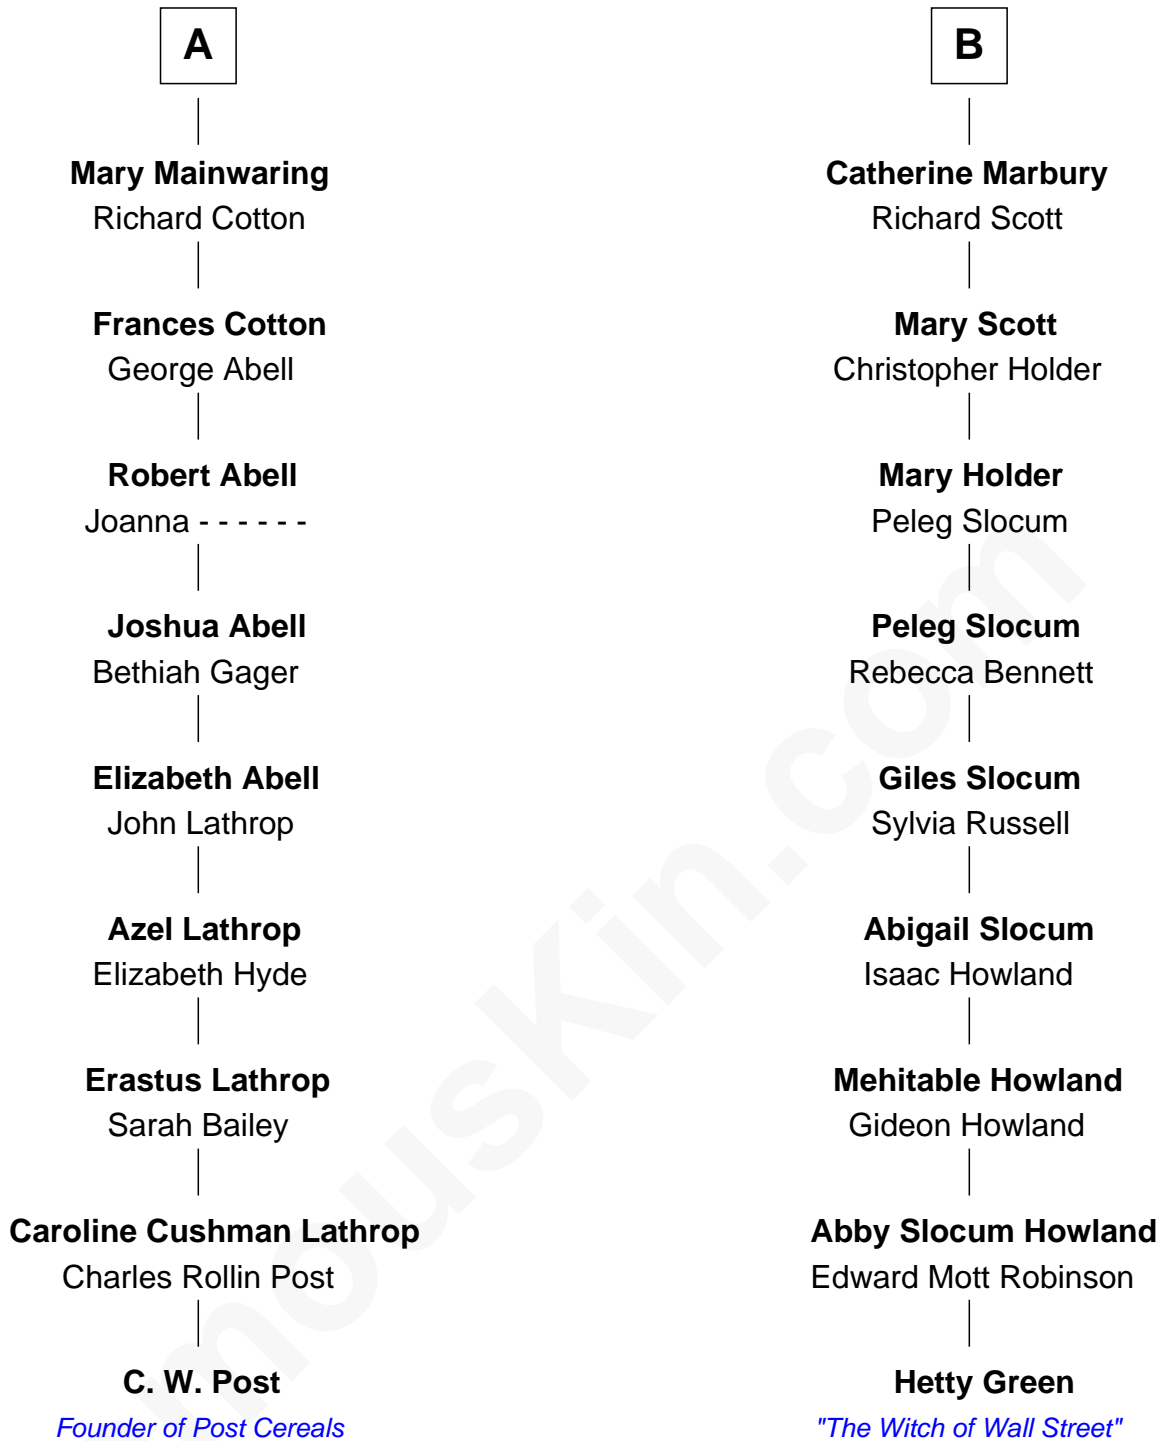 A
Mary Mainwaring
Richard Cotton
Frances Cotton
George Abell
Robert Abell
Joanna - - - - - -
Joshua Abell
Bethiah Gager
Elizabeth Abell
John Lathrop
Azel Lathrop
Elizabeth Hyde
Erastus Lathrop
Sarah Bailey
Caroline Cushman Lathrop
Charles Rollin Post
C. W. Post
Founder of Post Cereals
B
Catherine Marbury
Richard Scott
Mary Scott
Christopher Holder
Mary Holder
Peleg Slocum
Peleg Slocum
Rebecca Bennett
Giles Slocum
Sylvia Russell
Abigail Slocum
Isaac Howland
Mehitable Howland
Gideon Howland
Abby Slocum Howland
Edward Mott Robinson
Hetty Green
"The Witch of Wall Street"
mousKin.com